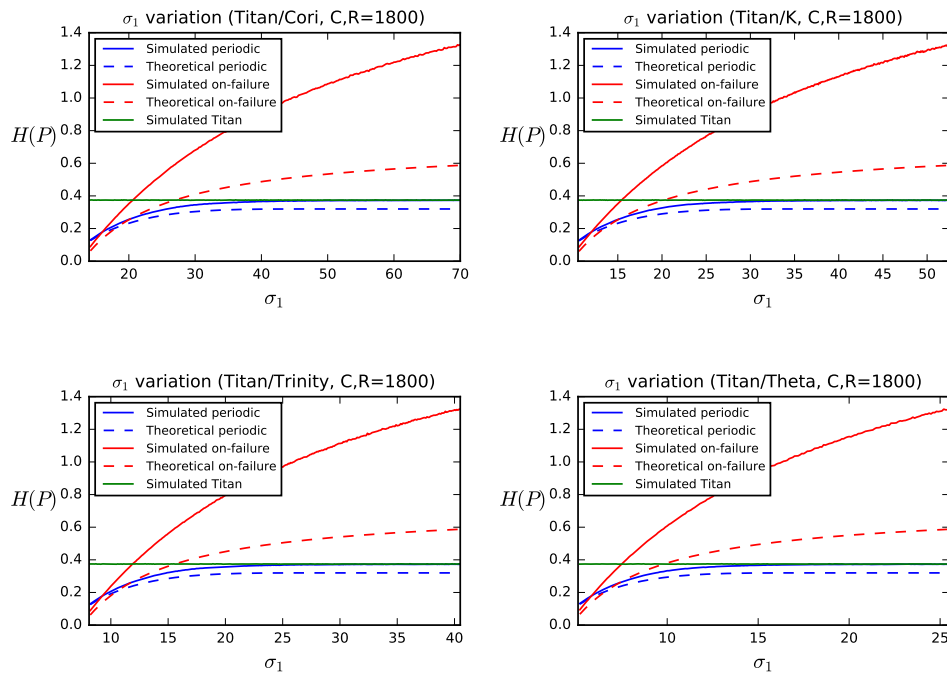 σ₁ variation (Titan/Cori, C,R=1800)
1.4
1.2
1.0
0.8
0.6
0.4
0.2
0.0
H(P)
Simulated periodic
Theoretical periodic
Simulated on-failure
Theoretical on-failure
Simulated Titan
20 30 40 50 60 70
σ₁
σ₁ variation (Titan/K, C,R=1800)
1.4
1.2
1.0
0.8
0.6
0.4
0.2
0.0
H(P)
Simulated periodic
Theoretical periodic
Simulated on-failure
Theoretical on-failure
Simulated Titan
15 20 25 30 35 40 45 50
σ₁
σ₁ variation (Titan/Trinity, C,R=1800)
1.4
1.2
1.0
0.8
0.6
0.4
0.2
0.0
H(P)
Simulated periodic
Theoretical periodic
Simulated on-failure
Theoretical on-failure
Simulated Titan
10 15 20 25 30 35 40
σ₁
σ₁ variation (Titan/Theta, C,R=1800)
1.4
1.2
1.0
0.8
0.6
0.4
0.2
0.0
H(P)
Simulated periodic
Theoretical periodic
Simulated on-failure
Theoretical on-failure
Simulated Titan
10 15 20 25
σ₁